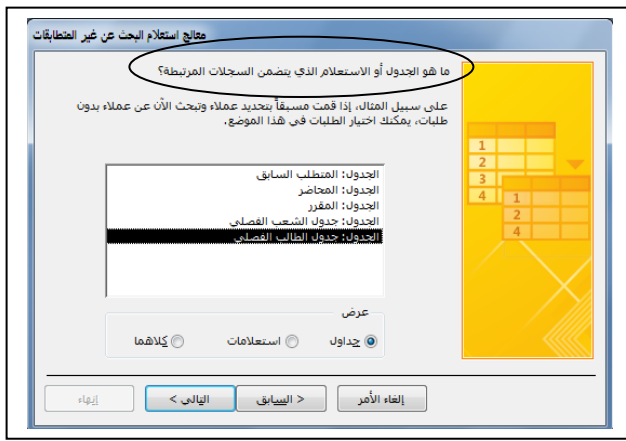 معالج استعلام البحث عن غير المتطابقات
ما هو الجدول أو الاستعلام الذي يتضمن السجلات المرتبطة؟
على سبيل المثال، إذا قمت مسبقاً بتحديد عملاء وتبحث الآن عن عملاء بدون
طلبات، يمكنك اختيار الطلبات في هذا الموضع.
1
2
3
4
1
2
4
الجدول: المتطلب السابق
الجدول: المحاضر
الجدول: المقرر
الجدول: جدول الشعب الفصلي
الجدول: جدول الطالب الفصلي
عرض
جداول استعلامات كلاهما
إلغاء الأمر < السابق التالي > إنهاء